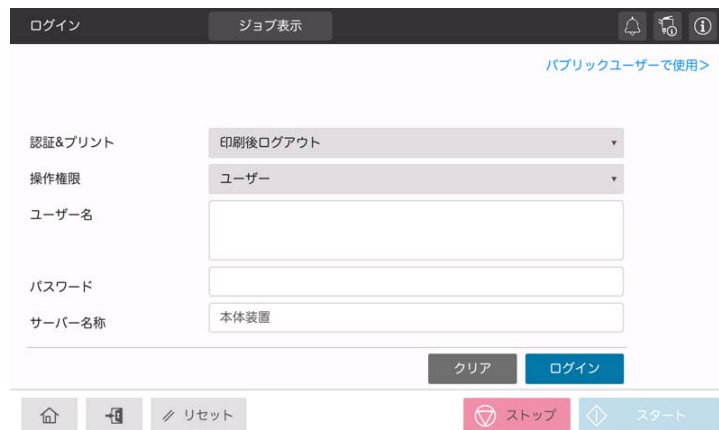 ログイン
ジョブ表示
パブリックユーザーで使用>
認証&プリント
印刷後ログアウト
操作権限
ユーザー
ユーザー名
パスワード
サーバー名称
本体装置
クリア
ログイン
リセット
ストップ
スタート